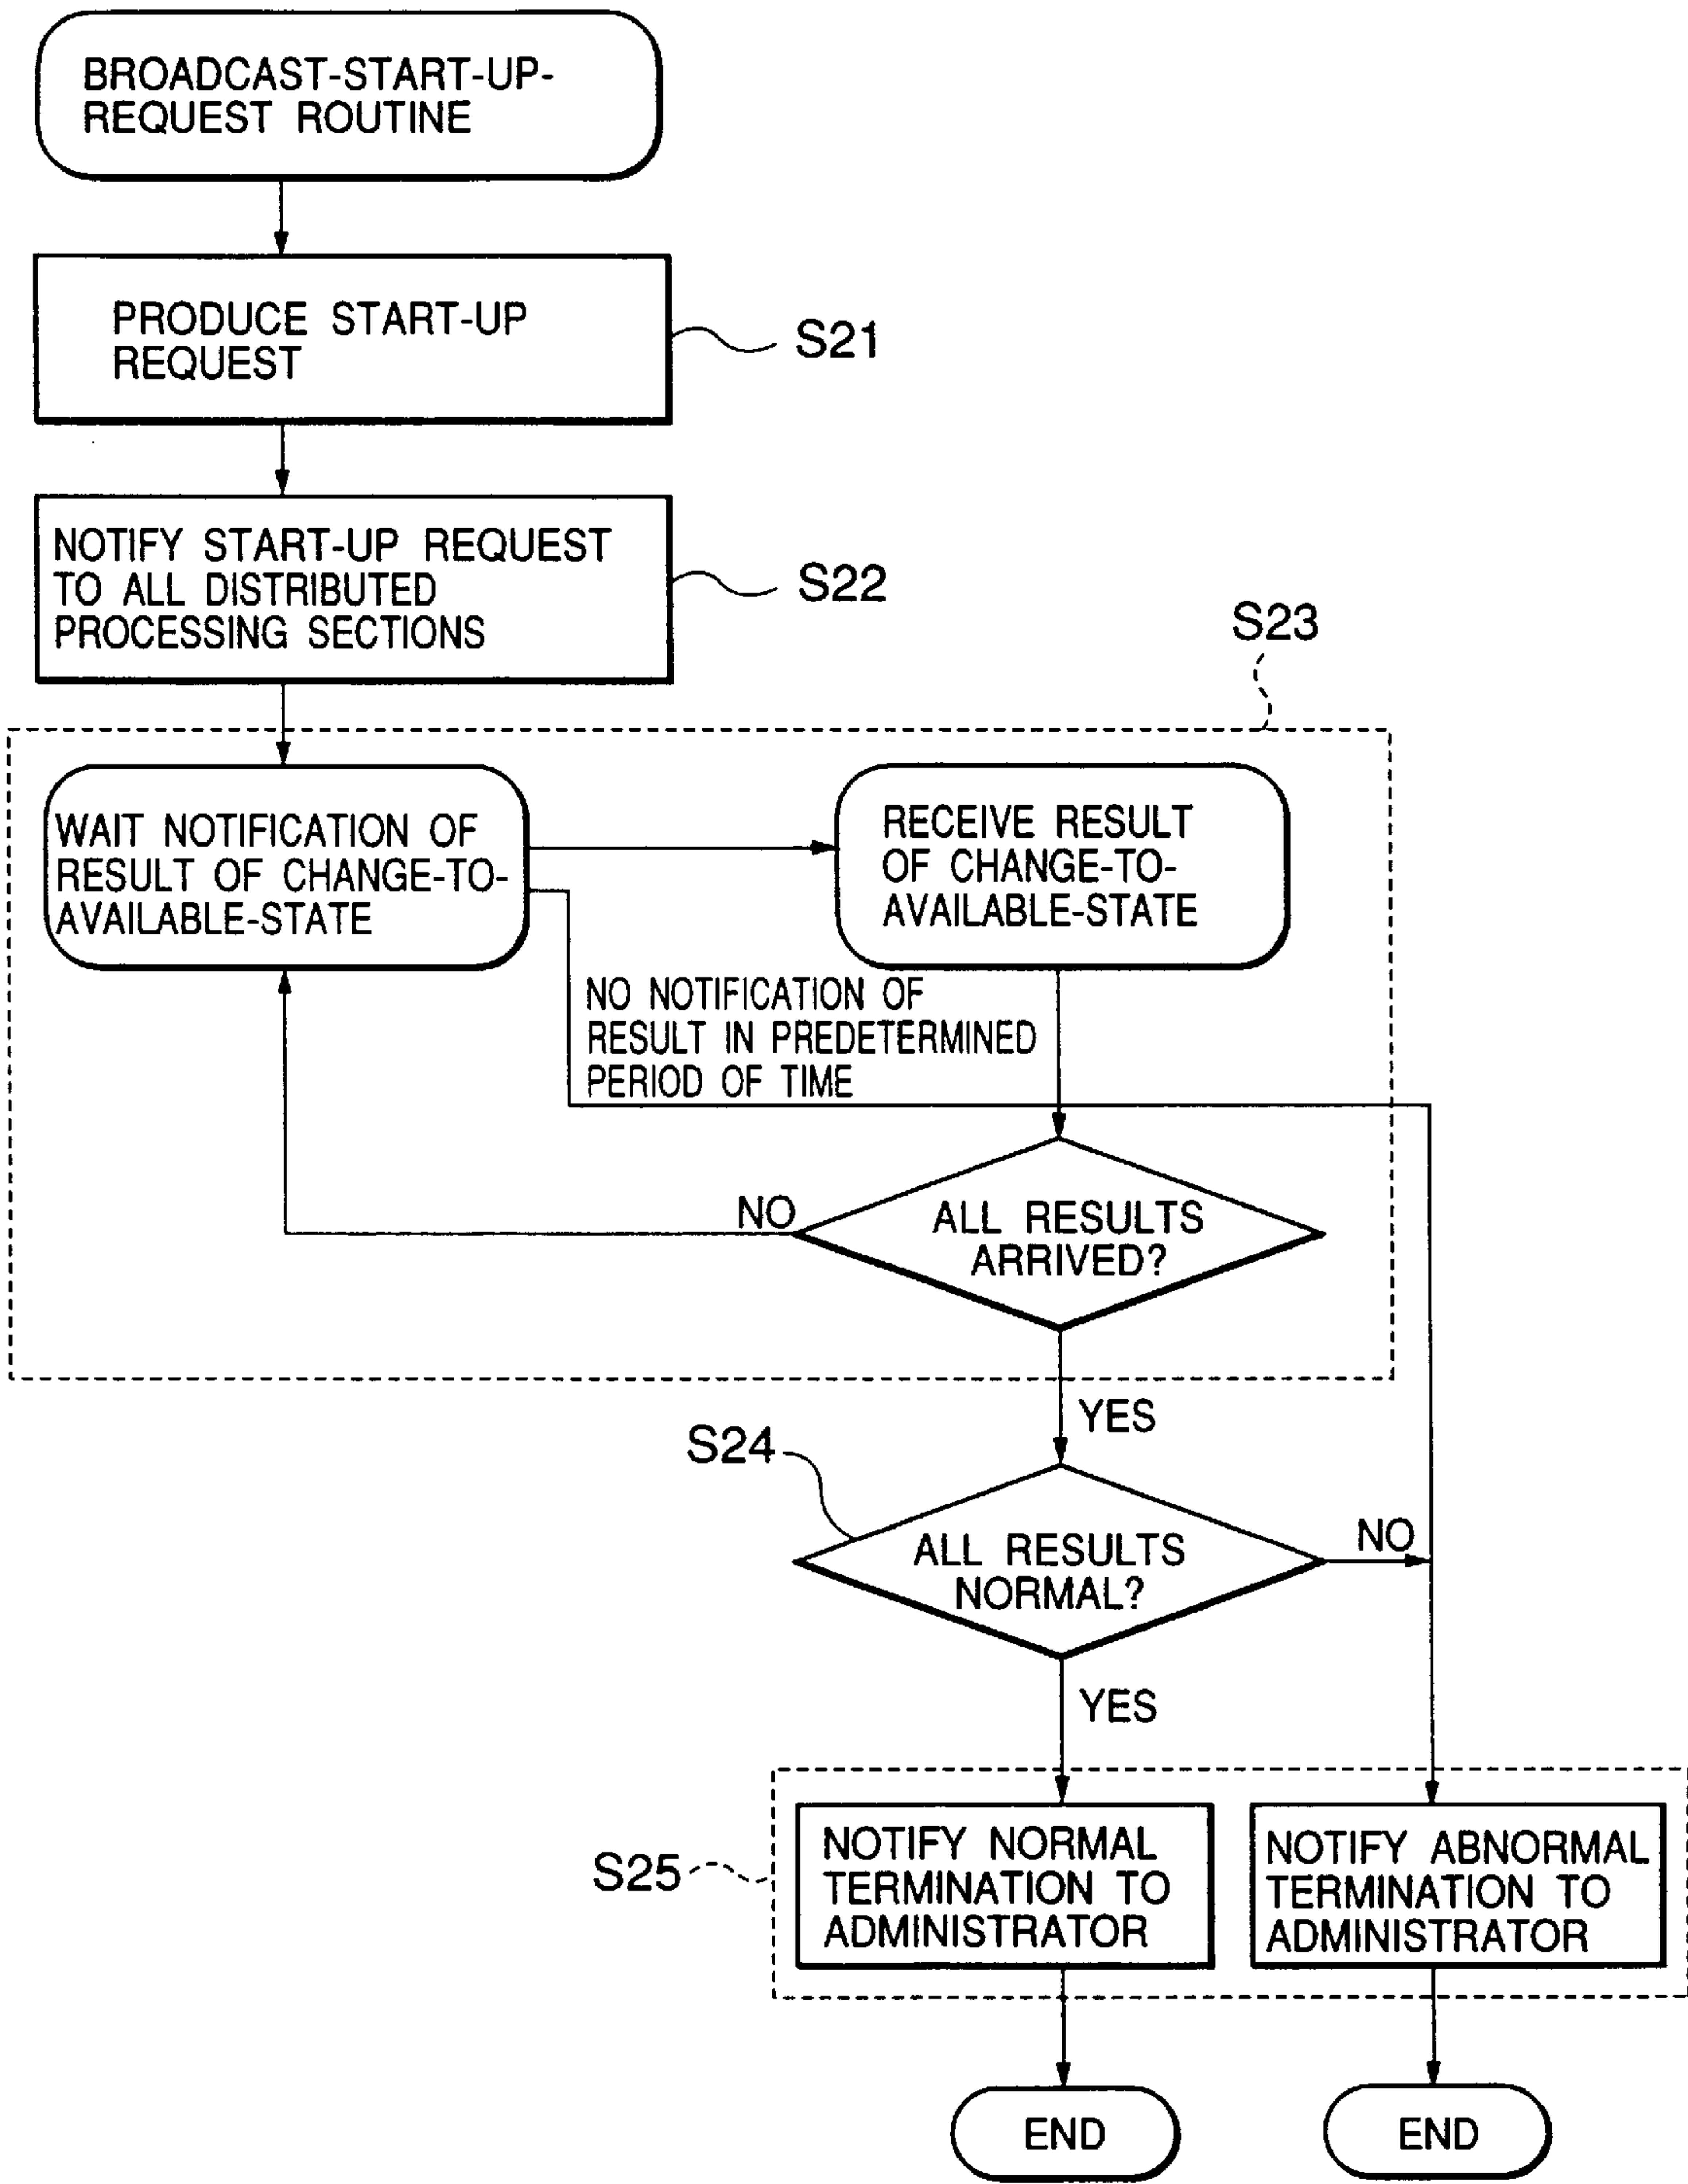 BROADCAST-START-UP-
REQUEST ROUTINE
PRODUCE START-UP
REQUEST
S21
NOTIFY START-UP REQUEST
TO ALL DISTRIBUTED
PROCESSING SECTIONS
S22
S23
WAIT NOTIFICATION OF
RESULT OF CHANGE-TO-
AVAILABLE-STATE
RECEIVE RESULT
OF CHANGE-TO-
AVAILABLE-STATE
NO NOTIFICATION OF
RESULT IN PREDETERMINED
PERIOD OF TIME
NO
ALL RESULTS
ARRIVED?
YES
S24
ALL RESULTS
NORMAL?
NO
YES
S25
NOTIFY NORMAL
TERMINATION TO
ADMINISTRATOR
NOTIFY ABNORMAL
TERMINATION TO
ADMINISTRATOR
END
END